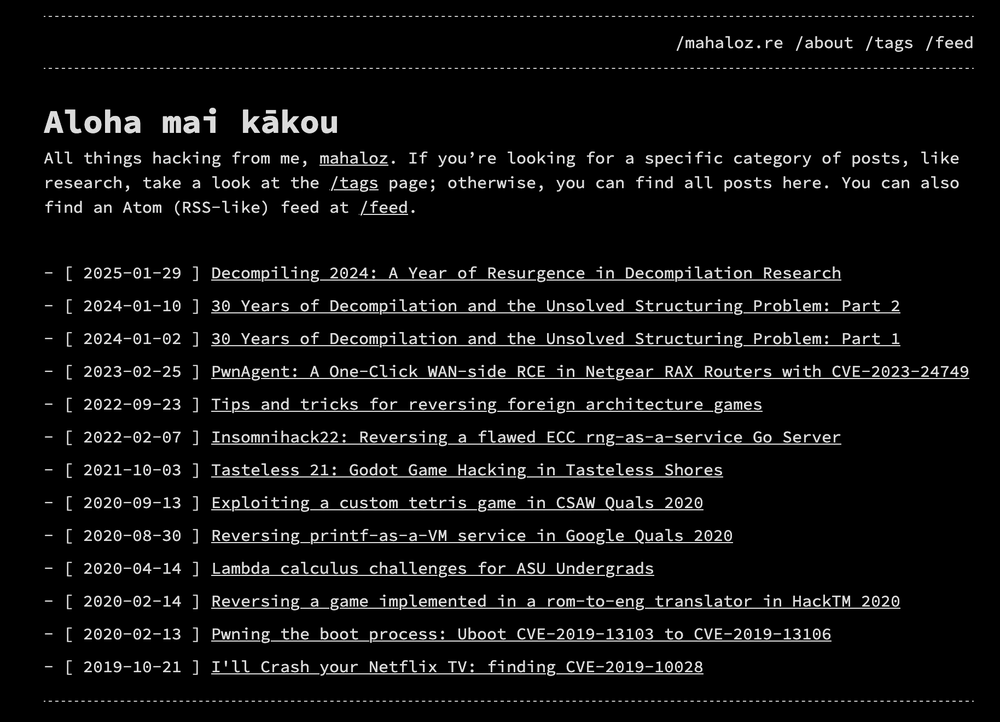 /mahaloz.re /about /tags /feed
Aloha mai kākou
All things hacking from me, mahaloz. If you’re looking for a specific category of posts, like
research, take a look at the /tags page; otherwise, you can find all posts here. You can also
find an Atom (RSS-like) feed at /feed.
- [ 2025-01-29 ] Decompiling 2024: A Year of Resurgence in Decompilation Research
- [ 2024-01-10 ] 30 Years of Decompilation and the Unsolved Structuring Problem: Part 2
- [ 2024-01-02 ] 30 Years of Decompilation and the Unsolved Structuring Problem: Part 1
- [ 2023-02-25 ] PwnAgent: A One-Click WAN-side RCE in Netgear RAX Routers with CVE-2023-24749
- [ 2022-09-23 ] Tips and tricks for reversing foreign architecture games
- [ 2022-02-07 ] Insomnihack22: Reversing a flawed ECC rng-as-a-service Go Server
- [ 2021-10-03 ] Tasteless 21: Godot Game Hacking in Tasteless Shores
- [ 2020-09-13 ] Exploiting a custom tetris game in CSAW Quals 2020
- [ 2020-08-30 ] Reversing printf-as-a-VM service in Google Quals 2020
- [ 2020-04-14 ] Lambda calculus challenges for ASU Undergrads
- [ 2020-02-14 ] Reversing a game implemented in a rom-to-eng translator in HackTM 2020
- [ 2020-02-13 ] Pwning the boot process: Uboot CVE-2019-13103 to CVE-2019-13106
- [ 2019-10-21 ] I'll Crash your Netflix TV: finding CVE-2019-10028